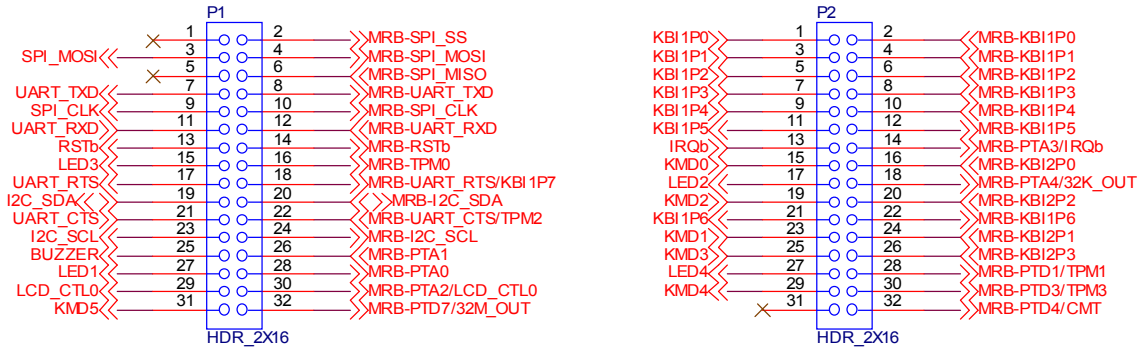 P1
1 2 MRB-SPI_SS
SPI_MOSI 3 4 MRB-SPI_MOSI
5 6 MRB-SPI_MISO
UART_TXD 7 8 MRB-UART_TXD
SPI_CLK 9 10 MRB-SPI_CLK
UART_RXD 11 12 MRB-UART_RXD
RSTb 13 14 MRB-RSTb
LED3 15 16 MRB-TPM0
UART_RTS 17 18 MRB-UART_RTS/KBI1P7
I2C_SDA 19 20 MRB-I2C_SDA
UART_CTS 21 22 MRB-UART_CTS/TPM2
I2C_SCL 23 24 MRB-I2C_SCL
BUZZER 25 26 MRB-PTA1
LED1 27 28 MRB-PTA0
LCD_CTL0 29 30 MRB-PTA2/LCD_CTL0
KMD5 31 32 MRB-PTD7/32M_OUT
HDR_2X16
P2
KBI1P0 1 2 MRB-KBI1P0
KBI1P1 3 4 MRB-KBI1P1
KBI1P2 5 6 MRB-KBI1P2
KBI1P3 7 8 MRB-KBI1P3
KBI1P4 9 10 MRB-KBI1P4
KBI1P5 11 12 MRB-KBI1P5
IRQb 13 14 MRB-PTA3/IRQb
KMD0 15 16 MRB-KBI2P0
LED2 17 18 MRB-PTA4/32K_OUT
KMD2 19 20 MRB-KBI2P2
KBI1P6 21 22 MRB-KBI1P6
KMD1 23 24 MRB-KBI2P1
KMD3 25 26 MRB-KBI2P3
LED4 27 28 MRB-PTD1/TPM1
KMD4 29 30 MRB-PTD3/TPM3
31 32 MRB-PTD4/CMT
HDR_2X16